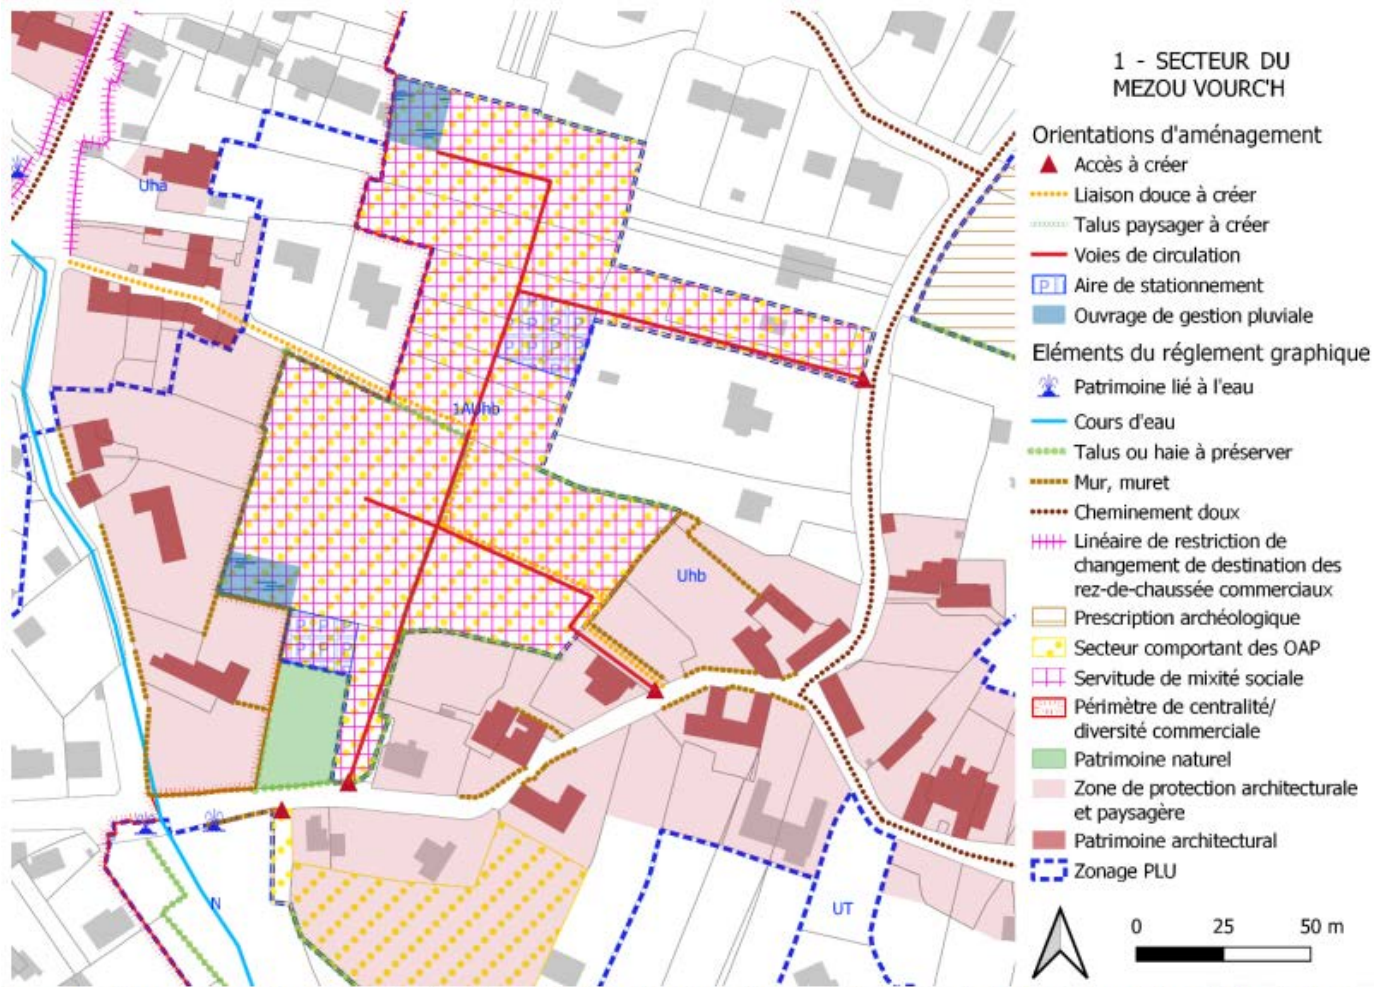 1 - SECTEUR DU
MEZOU VOURC'H
Orientations d'aménagement
Accès à créer
Liaison douce à créer
Talus paysager à créer
Voies de circulation
P
Aire de stationnement
Ouvrage de gestion pluviale
Eléments du réglement graphique
Patrimoine lié à l'eau
Cours d'eau
Talus ou haie à préserver
Mur, muret
Cheminement doux
Linéaire de restriction de
changement de destination des
rez-de-chaussée commerciaux
Prescription archéologique
Secteur comportant des OAP
Servitude de mixité sociale
Périmètre de centralité/
diversité commerciale
Patrimoine naturel
Zone de protection architecturale
et paysagère
Patrimoine architectural
Zonage PLU
0 25 50 m
Uha
P P P
P P P
1AUhb
Uhb
P P P
P P P
N
UT